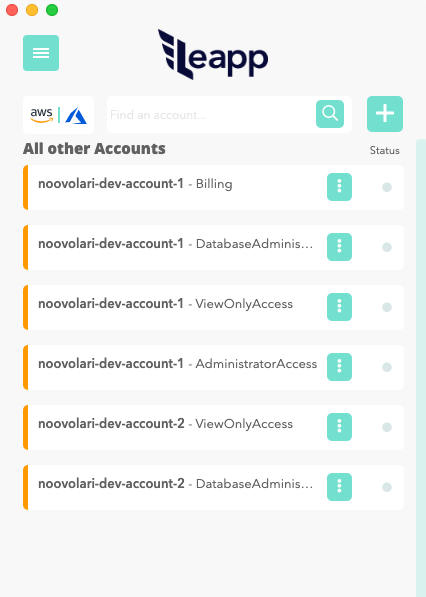 leapp
aws
Find an account...
All other Accounts
Status
noovolari-dev-account-1 - Billing
noovolari-dev-account-1 - DatabaseAdminis...
noovolari-dev-account-1 - ViewOnlyAccess
noovolari-dev-account-1 - AdministratorAccess
noovolari-dev-account-2 - ViewOnlyAccess
noovolari-dev-account-2 - DatabaseAdminis...